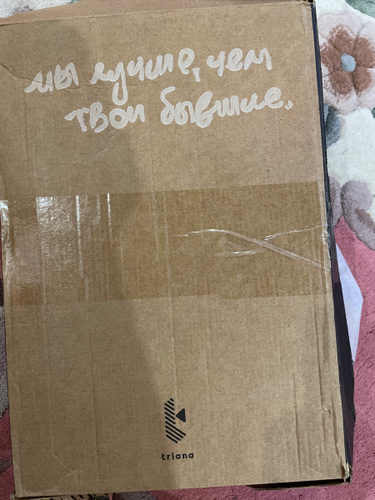 мы лучше, чем
твои бывшие.
triana